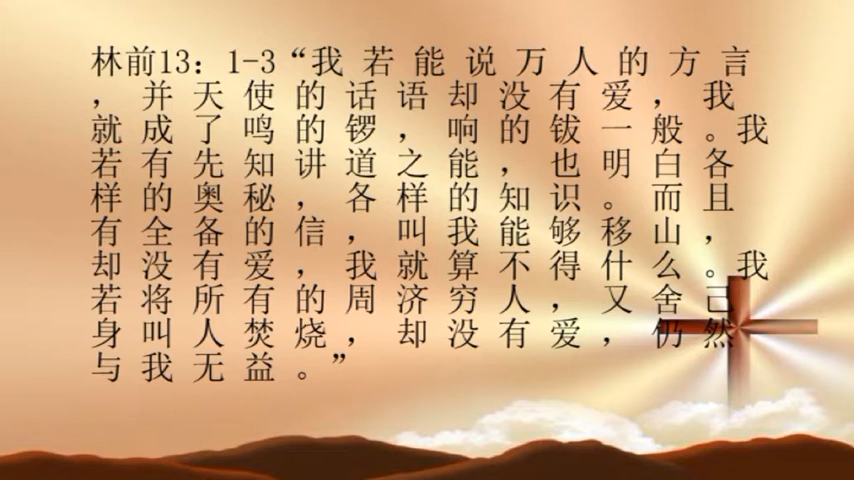 林前13：1-3“我若能说万人的方言
，并天使的话语却没有爱，我
就成了鸣的锣，响的钹一般。我
若有先知讲道之能，也明白各
样的奥秘，各样的知识。而且
有全备的信，叫我能够移山，
却没有爱，我就算不得什么。我
若将所有的周济穷人，又舍己
身叫人焚烧，却没有爱，仍然
与我无益。”